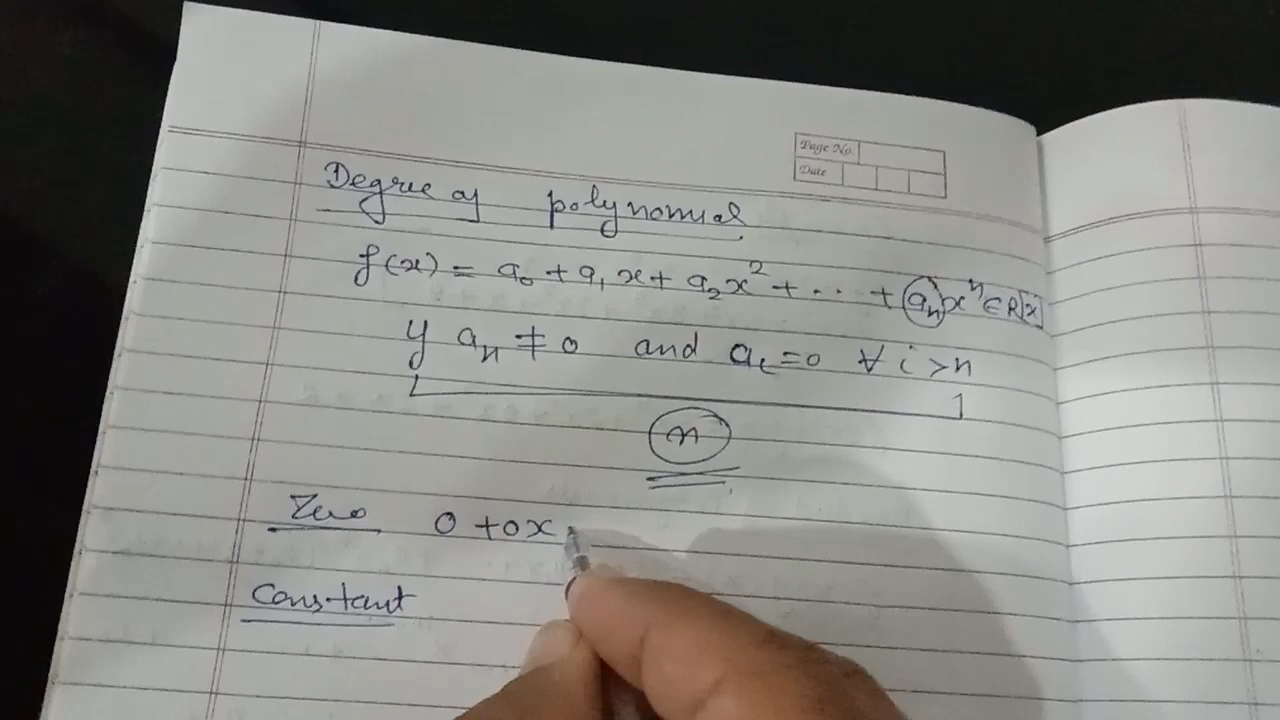 Page No.
Date
Degree of polynomial
f(x) = a₀ + a₁x + a₂x² + ... + aₙxⁿ ∈ R[x]
if aₙ ≠ 0 and aᵢ = 0 ∀ i > n
n
Zero 0 + 0x
Constant